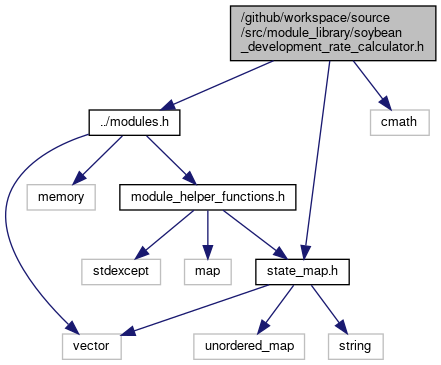 /github/workspace/source
/src/module_library/soybean
_development_rate_calculator.h
../modules.h
cmath
memory
module_helper_functions.h
stdexcept
map
state_map.h
vector
unordered_map
string